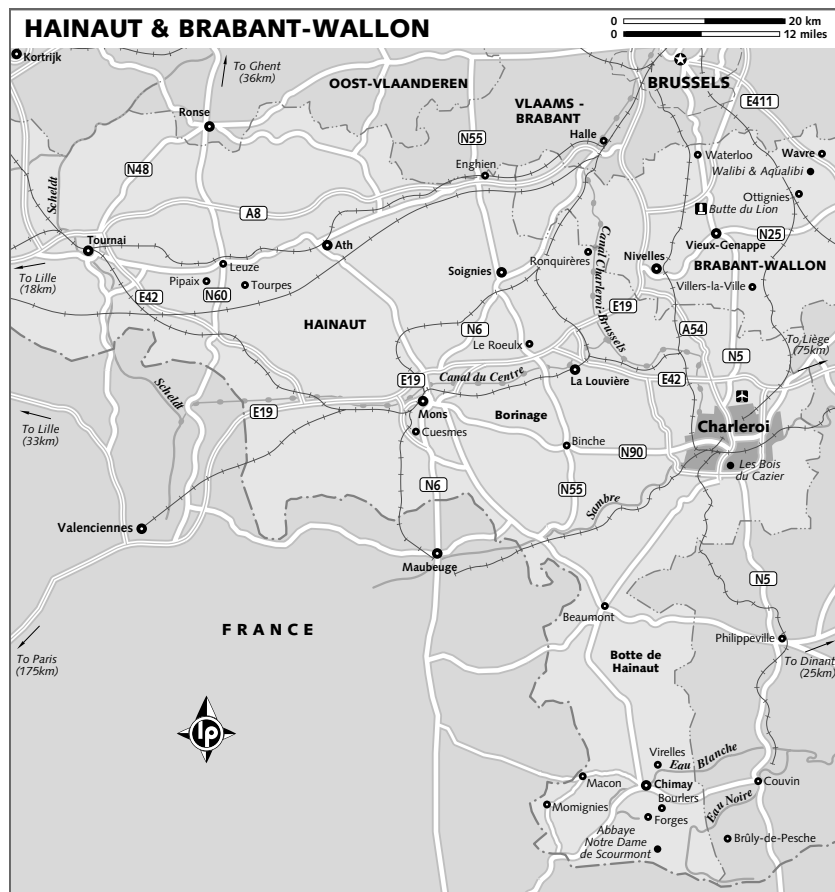 HAINAUT & BRABANT-WALLON
0 20 km
0 12 miles
Kortrijk
To Ghent
(36km)
OOST-VLAANDEREN
BRUSSELS
VLAAMS -
BRABANT
E411
Ronse
N55
Halle
Enghien
Waterloo
Wavre
Walibi & Aqualibi
N48
Scheldt
Ottignies
A8
Butte du Lion
Tournai
Ath
Canal Charleroi-Brussels
Vieux-Genappe
N25
Ronquières
Nivelles
BRABANT-WALLON
To Lille
(18km)
Leuze
Soignies
Pipaix
Tourpes
E42
N60
Villers-la-Ville
E19
HAINAUT
N6
A54
Le Roeulx
N5
To Liège
(75km)
Canal du Centre
La Louvière
E42
E19
Scheldt
Mons
E19
Borinage
Charleroi
To Lille
(33km)
Cuesmes
Binche
N90
Les Bois
du Cazier
N6
N55
Sambre
Valenciennes
Maubeuge
N5
Beaumont
FRANCE
Philippeville
Botte de
Hainaut
To Paris
(175km)
To Dinant
(25km)
lp
Virelles
Eau Blanche
Macon
Chimay
Couvin
Momignies
Bourlers
Eau Noire
Forges
Abbaye
Notre Dame
de Scourmont
Brûly-de-Pesche